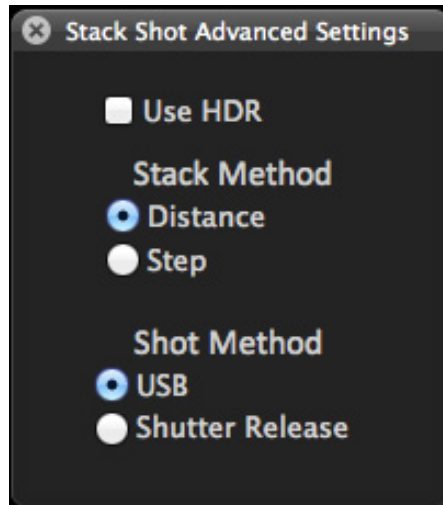 Stack Shot Advanced Settings
Use HDR
Stack Method
Distance
Step
Shot Method
USB
Shutter Release